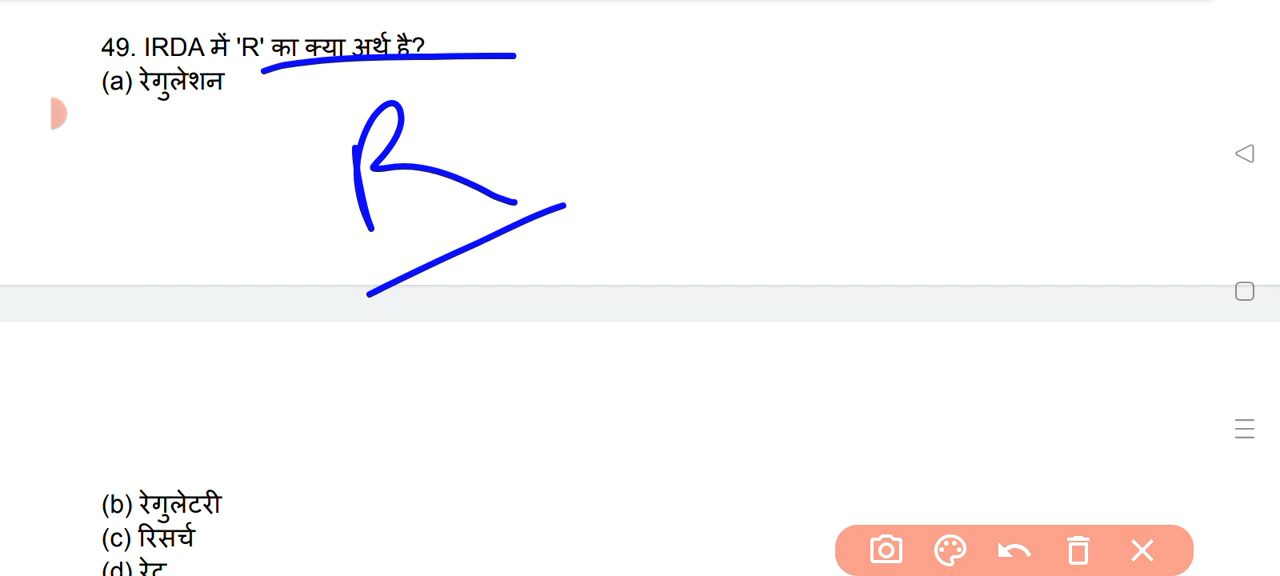 49. IRDA में 'R' का क्या अर्थ है?
(a) रेगुलेशन
R
(b) रेगुलेटरी
(c) रिसर्च
(d) रेट